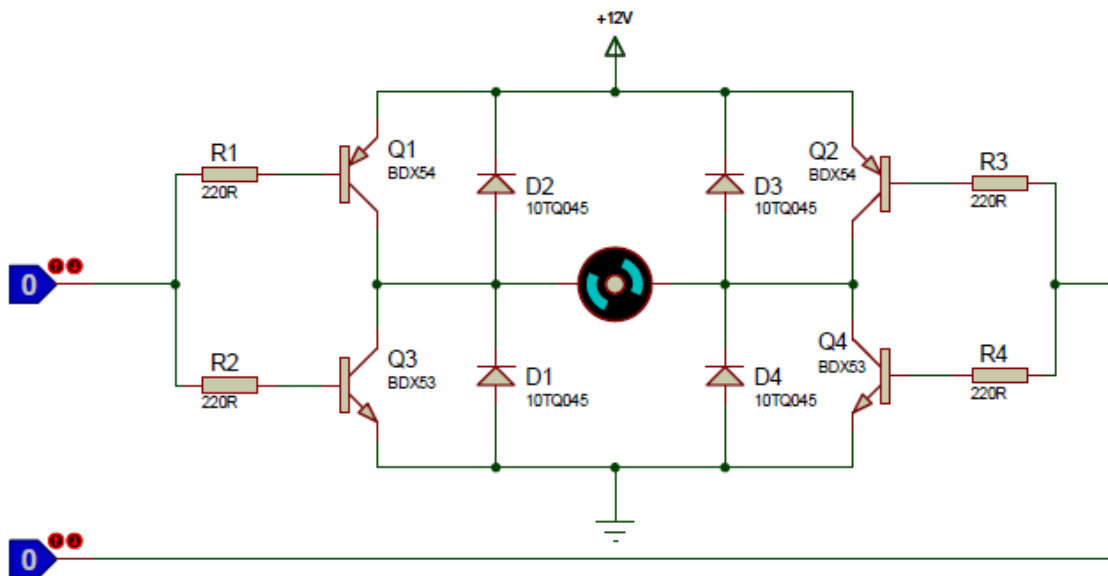 +12V
R1
220R
Q1
BDX54
D2
10TQ045
D3
10TQ045
Q2
BDX54
R3
220R
0
R2
220R
Q3
BDX53
D1
10TQ045
D4
10TQ045
Q4
BDX53
R4
220R
0